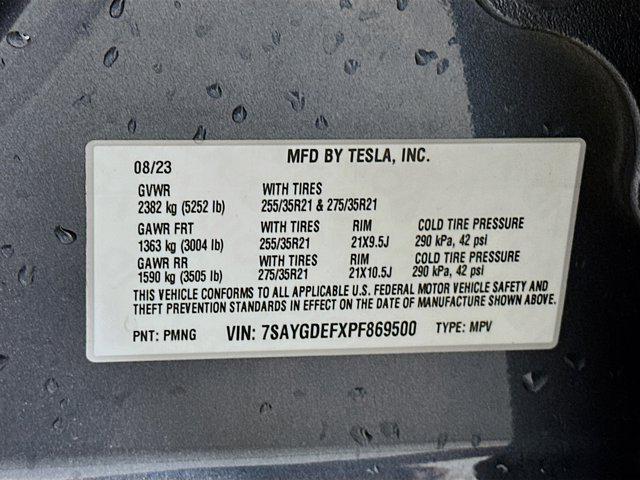 08/23 MFD BY TESLA, INC.
GVWR WITH TIRES
2382 kg (5252 lb) 255/35R21 & 275/35R21
GAWR FRT WITH TIRES RIM COLD TIRE PRESSURE
1363 kg (3004 lb) 255/35R21 21X9.5J 290 kPa, 42 psi
GAWR RR WITH TIRES RIM COLD TIRE PRESSURE
1590 kg (3505 lb) 275/35R21 21X10.5J 290 kPa, 42 psi
THIS VEHICLE CONFORMS TO ALL APPLICABLE U.S. FEDERAL MOTOR VEHICLE SAFETY AND
THEFT PREVENTION STANDARDS IN EFFECT ON THE DATE OF MANUFACTURE SHOWN ABOVE.
PNT: PMNG VIN: 7SAYGDEFXPF869500 TYPE: MPV